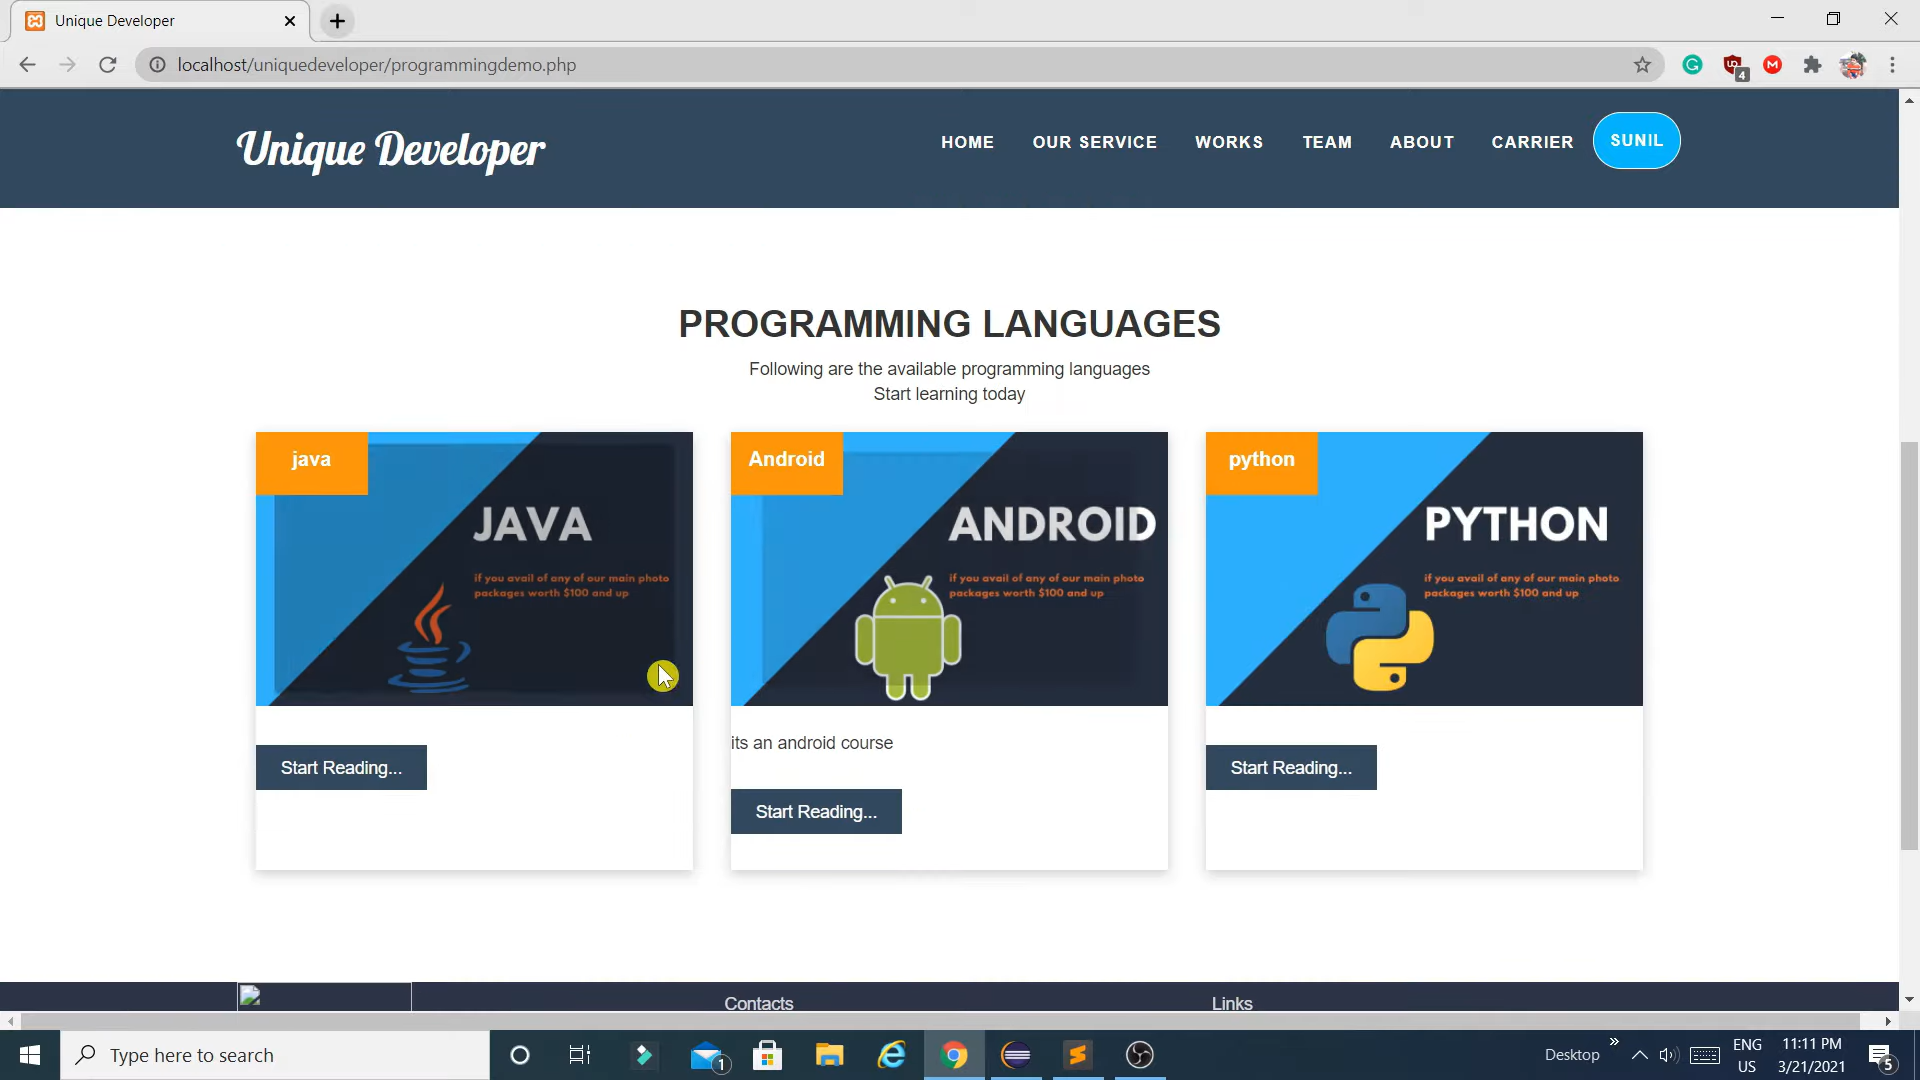 Unique Developer
localhost/uniquedeveloper/programmingdemo.php
4
Unique Developer
HOME
OUR SERVICE
WORKS
TEAM
ABOUT
CARRIER
SUNIL
PROGRAMMING LANGUAGES
Following are the available programming languages
Start learning today
java
JAVA
if you avail of any of our main photo
packages worth $100 and up
Start Reading...
Android
ANDROID
if you avail of any of our main photo
packages worth $100 and up
its an android course
Start Reading...
python
PYTHON
if you avail of any of our main photo
packages worth $100 and up
Start Reading...
Contacts
Links
Type here to search
1
Desktop
ENG
US
11:11 PM
3/21/2021
5